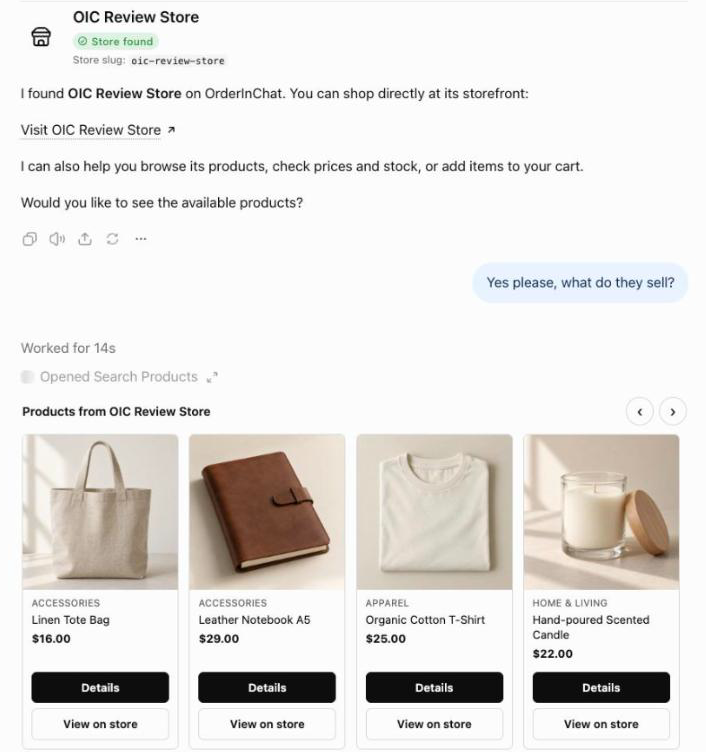 OIC Review Store
Store found
Store slug: oic-review-store
I found OIC Review Store on OrderInChat. You can shop directly at its storefront:
Visit OIC Review Store ↗
I can also help you browse its products, check prices and stock, or add items to your cart.
Would you like to see the available products?
Yes please, what do they sell?
Worked for 14s
Opened Search Products
Products from OIC Review Store
ACCESSORIES
Linen Tote Bag
$16.00
Details
View on store
ACCESSORIES
Leather Notebook A5
$29.00
Details
View on store
APPAREL
Organic Cotton T-Shirt
$25.00
Details
View on store
HOME & LIVING
Hand-poured Scented
Candle
$22.00
Details
View on store